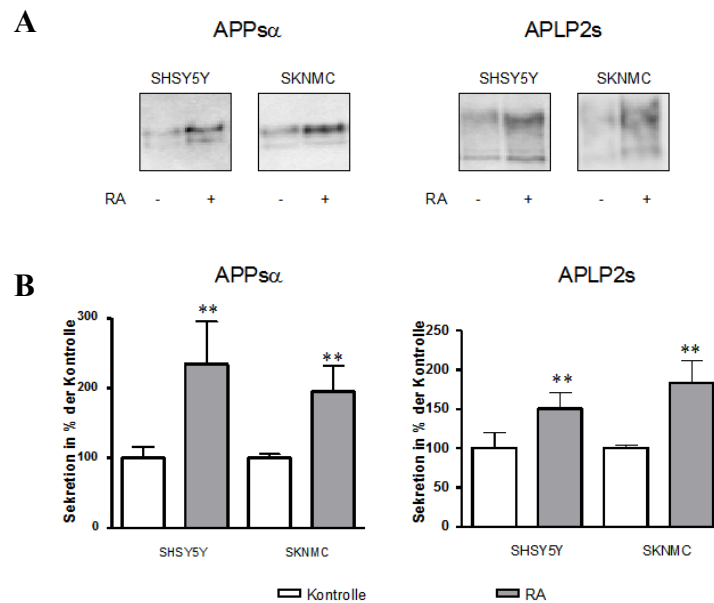 A
APPsα APLP2s
SHSY5Y SKNMC SHSY5Y SKNMC
RA - + - + RA - + - +
B
APPsα APLP2s
Sekretion in % der Kontrolle
300
200
100
0
** **
SHSY5Y SKNMC
Sekretion in % der Kontrolle
250
200
150
100
50
0
** **
SHSY5Y SKNMC
Kontrolle RA